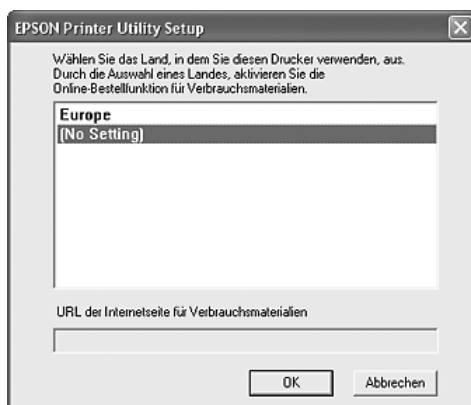 EPSON Printer Utility Setup
Wählen Sie das Land, in dem Sie diesen Drucker verwenden, aus.
Durch die Auswahl eines Landes, aktivieren Sie die
Online-Bestellfunktion für Verbrauchsmaterialien.
Europe
(No Setting)
URL der Internetseite für Verbrauchsmaterialien
OK
Abbrechen